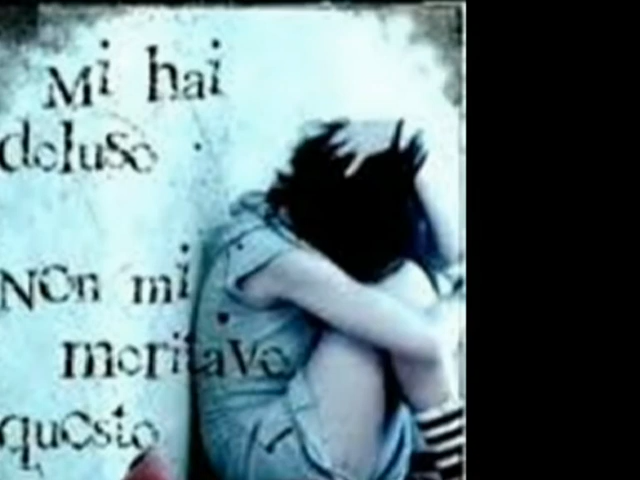 Mi hai
deluso .
Non mi
meritavo
questo